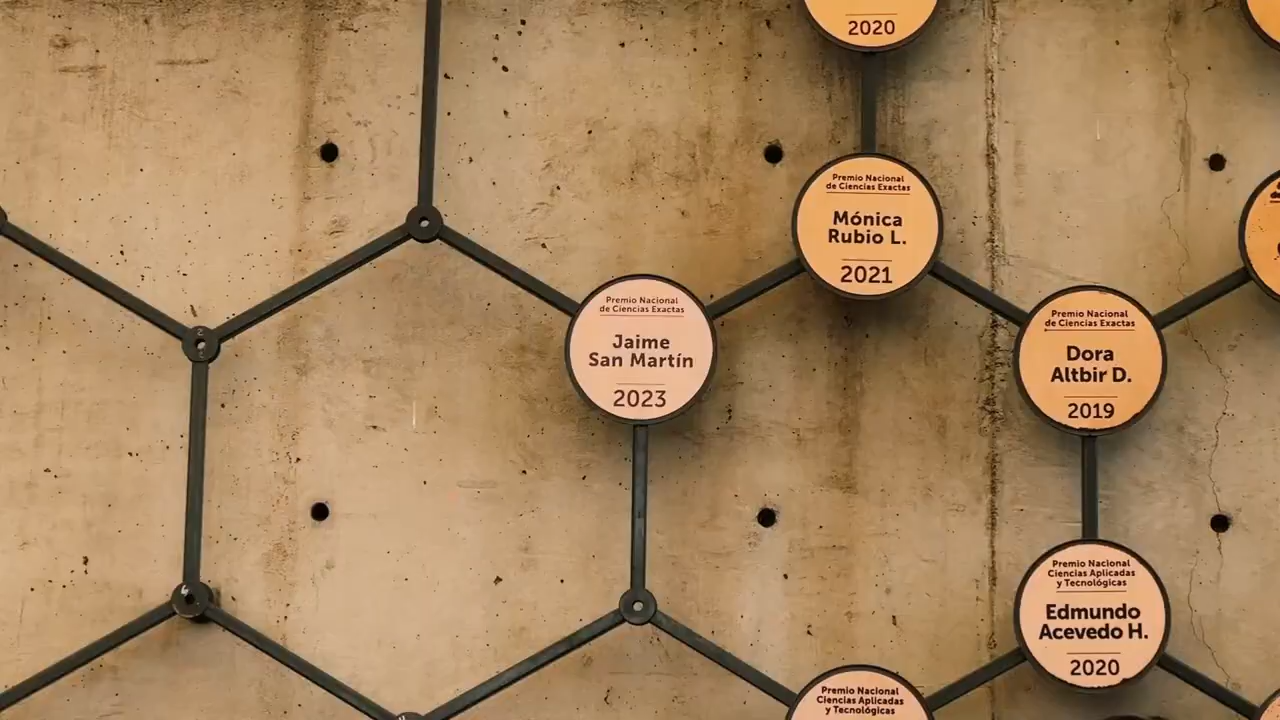 2020
Premio Nacional
de Ciencias Exactas
Mónica
Rubio L.
2021
Premio Nacional
de Ciencias Exactas
Jaime
San Martín
2023
Premio Nacional
de Ciencias Exactas
Dora
Altbir D.
2019
Premio Nacional
Ciencias Aplicadas
y Tecnológicas
Edmundo
Acevedo H.
2020
Premio Nacional
Ciencias Aplicadas
y Tecnológicas